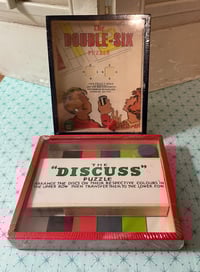 THE
DOUBLE-SIX
PUZZLE
THE
"DISCUSS"
PUZZLE
ARRANGE THE DISCS ON THEIR RESPECTIVE COLOURS IN
THE UPPER ROW THEN TRANSFER THEM TO THE LOWER ROW